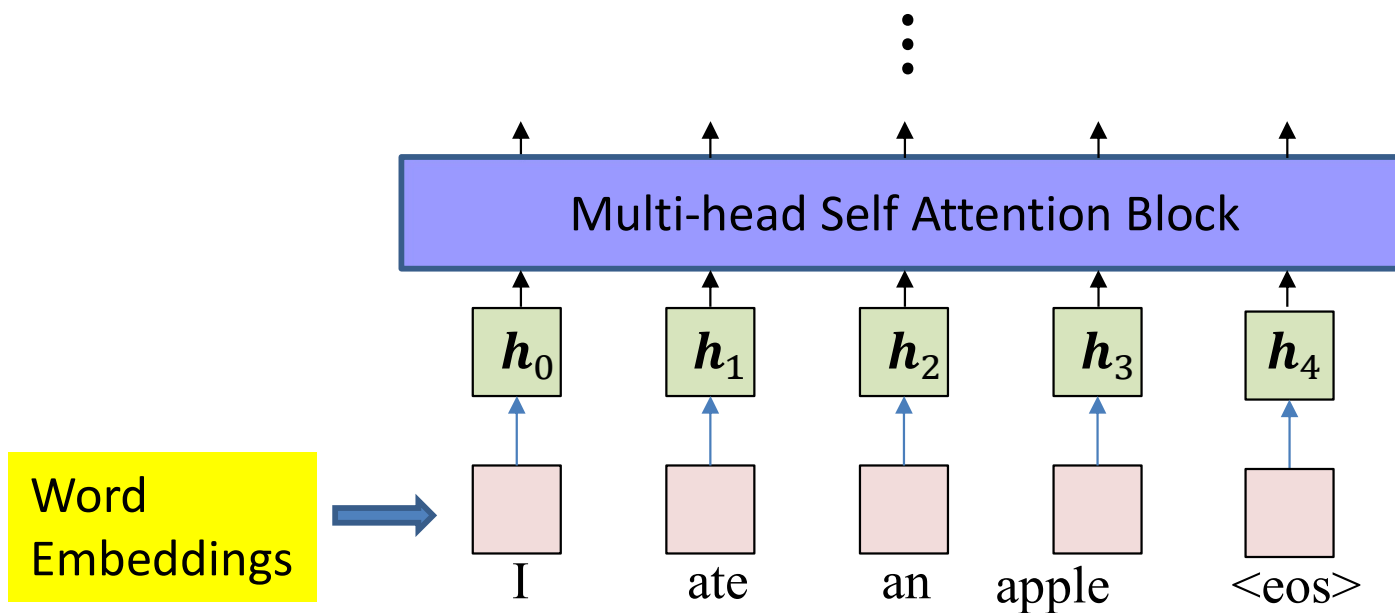 Multi-head Self Attention Block
h₀ h₁ h₂ h₃ h₄
Word
Embeddings
I ate an apple <eos>